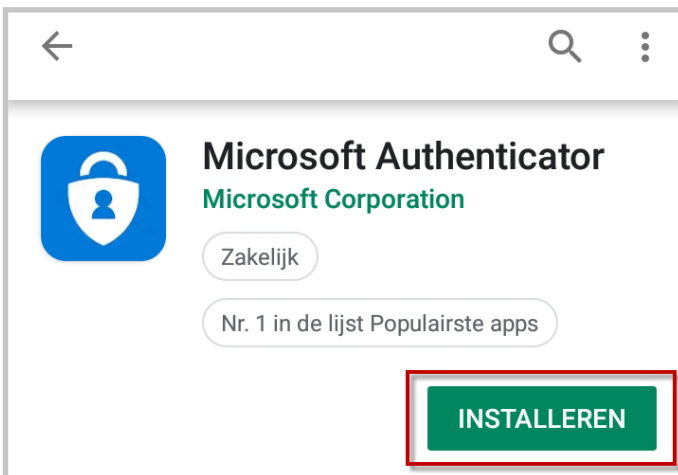 Microsoft Authenticator
Microsoft Corporation
Zakelijk
Nr. 1 in de lijst Populairste apps
INSTALLEREN